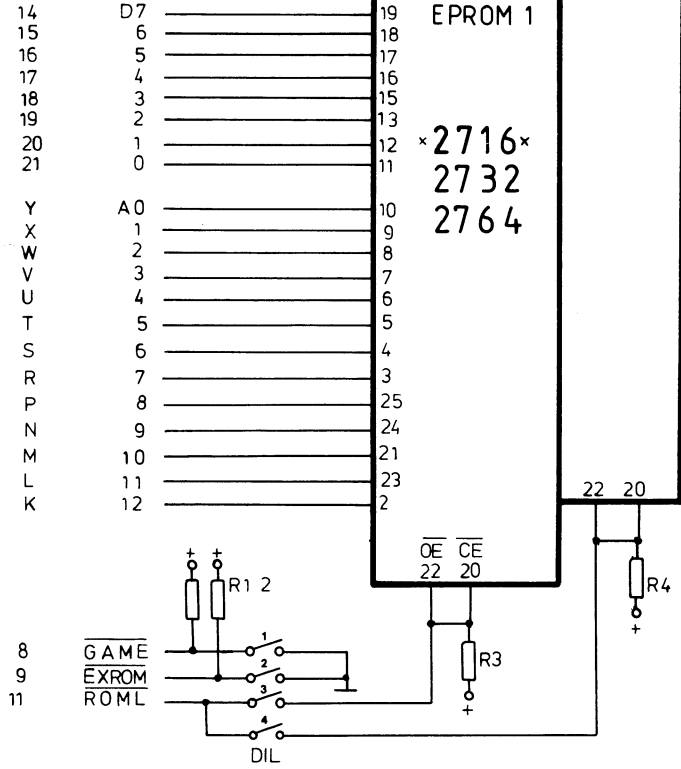 14 D7 19 EPROM 1
15 6 18
16 5 17
17 4 16
18 3 15
19 2 13
20 1 12 ×2716×
21 0 11
2732
Y A0 10 2764
X 1 9
W 2 8
V 3 7
U 4 6
T 5 5
S 6 4
R 7 3
P 8 25
N 9 24
M 10 21
L 11 23
K 12 2
22 20
OE CE
22 20
+ +
R1 2
R4
+
8 GAME 1
9 EXROM 2
R3
11 ROML 3
+
4
DIL